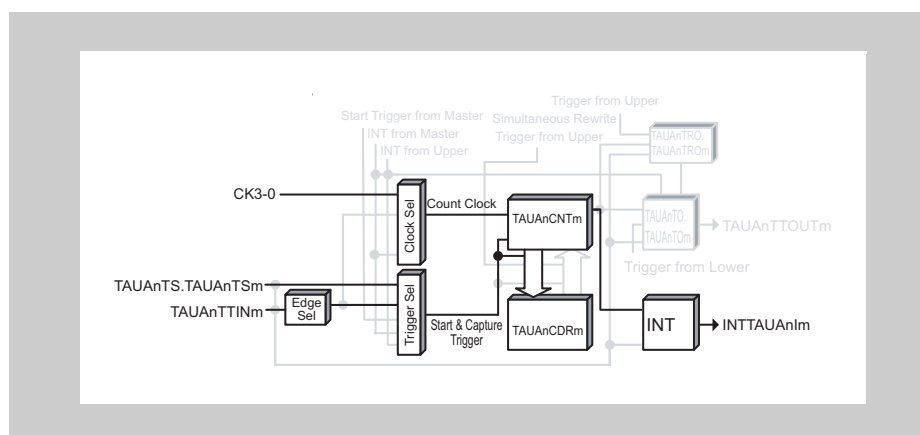 Trigger from Upper
Start Trigger from Master
Simultaneous Rewrite
INT from Master
Trigger from Upper
INT from Upper
TAUAnTRO.
TAUAnTROm
CK3-0
Clock Sel
Count Clock
TAUAnCNTm
TAUAnTO.
TAUAnTOm
TAUAnTTOUTm
Trigger from Lower
TAUAnTS.TAUAnTSm
TAUAnTTINm
Edge
Sel
Trigger Sel
Start & Capture
Trigger
TAUAnCDRm
INT
INTTAUAnIm